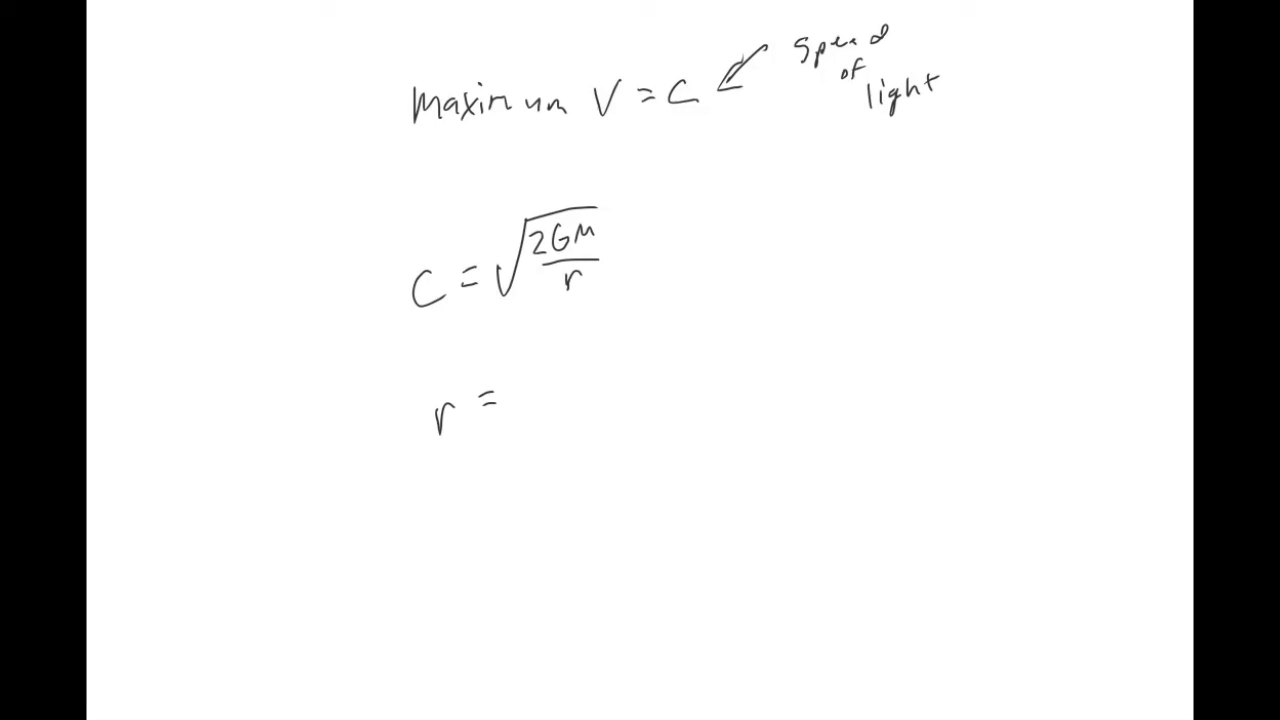 Maximum V = C speed
of
light
C = √(2GM/r)
r =